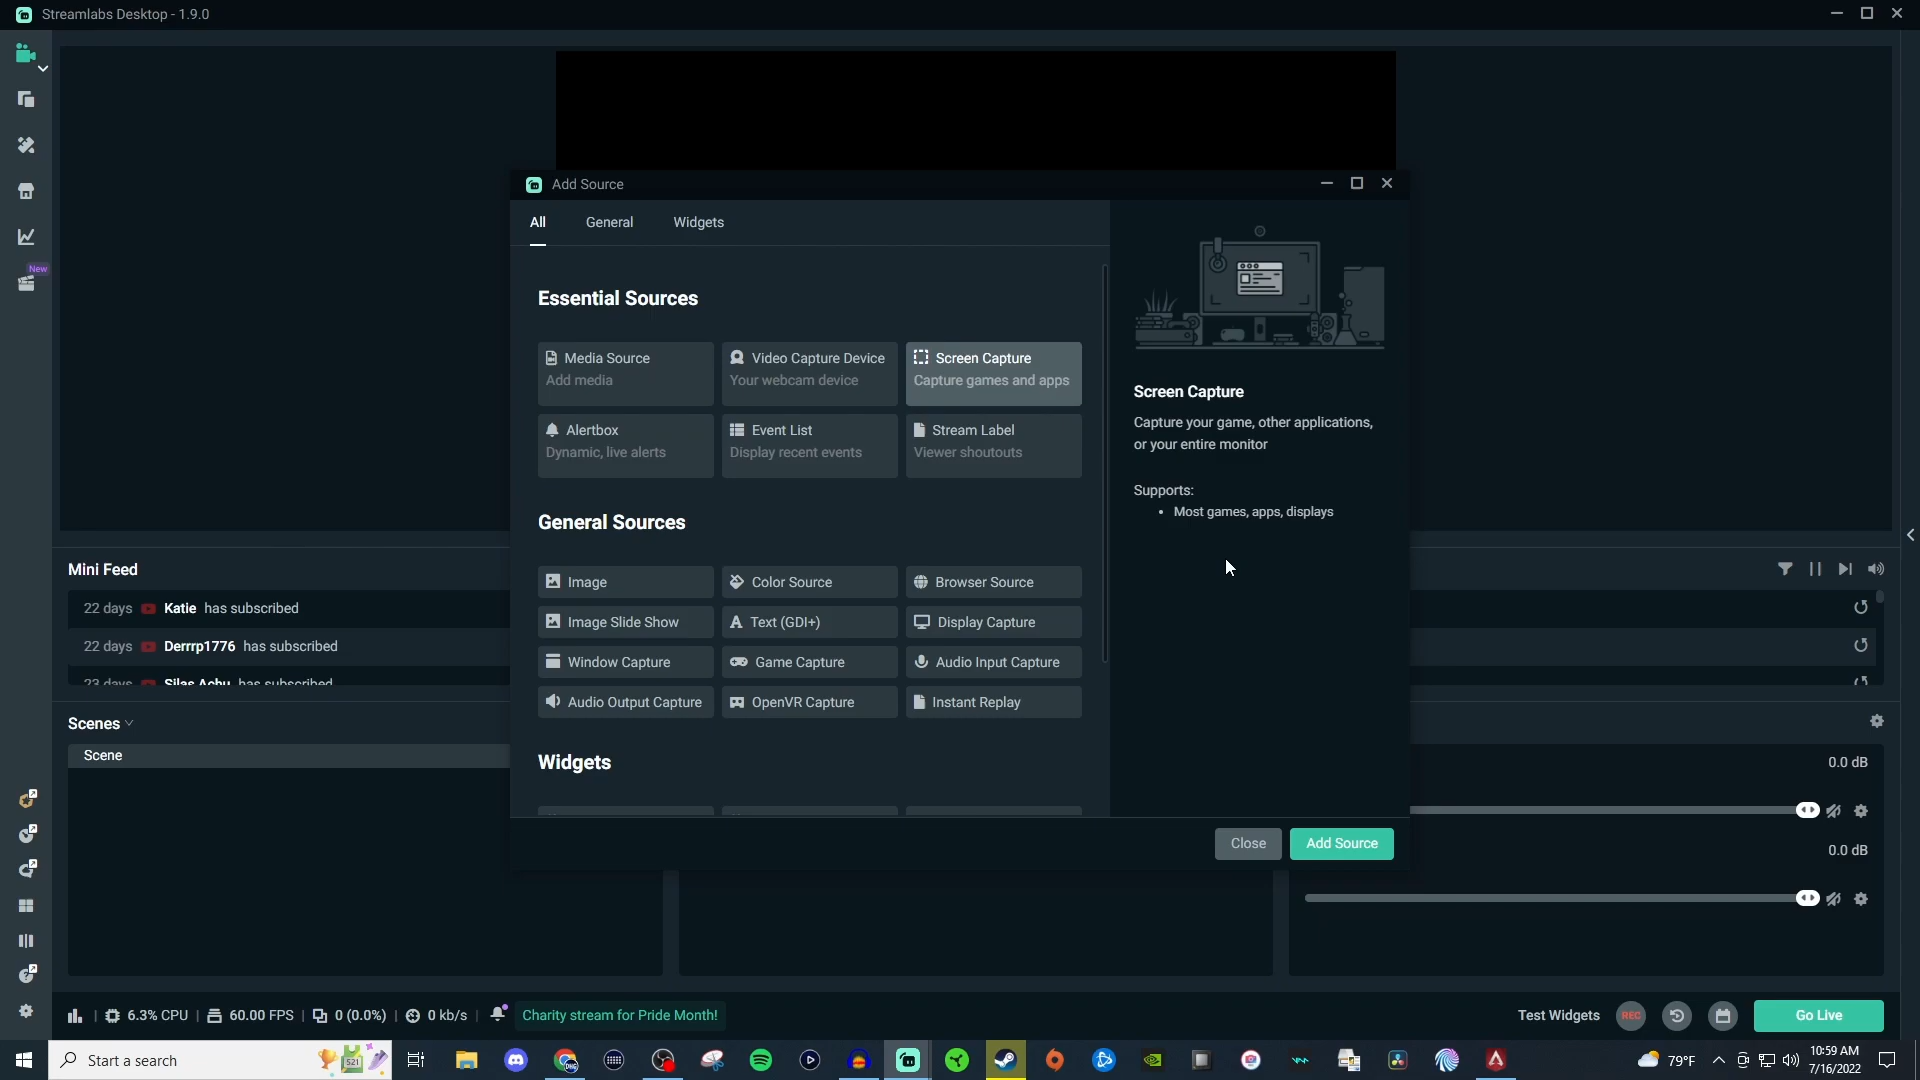 Streamlabs Desktop - 1.9.0
New
Add Source
All General Widgets
Essential Sources
Media Source
Add media
Video Capture Device
Your webcam device
Screen Capture
Capture games and apps
Alertbox
Dynamic, live alerts
Event List
Display recent events
Stream Label
Viewer shoutouts
General Sources
Image
Color Source
Browser Source
Image Slide Show
Text (GDI+)
Display Capture
Window Capture
Game Capture
Audio Input Capture
Audio Output Capture
OpenVR Capture
Instant Replay
Widgets
Screen Capture
Capture your game, other applications,
or your entire monitor
Supports:
• Most games, apps, displays
Close
Add Source
Mini Feed
22 days Katie has subscribed
22 days Derrrp1776 has subscribed
23 days Silas Achu has subscribed
Scenes
Scene
0.0 dB
0.0 dB
6.3% CPU
60.00 FPS
0 (0.0%)
0 kb/s
Charity stream for Pride Month!
Test Widgets
REC
Go Live
Start a search
79°F
10:59 AM
7/16/2022